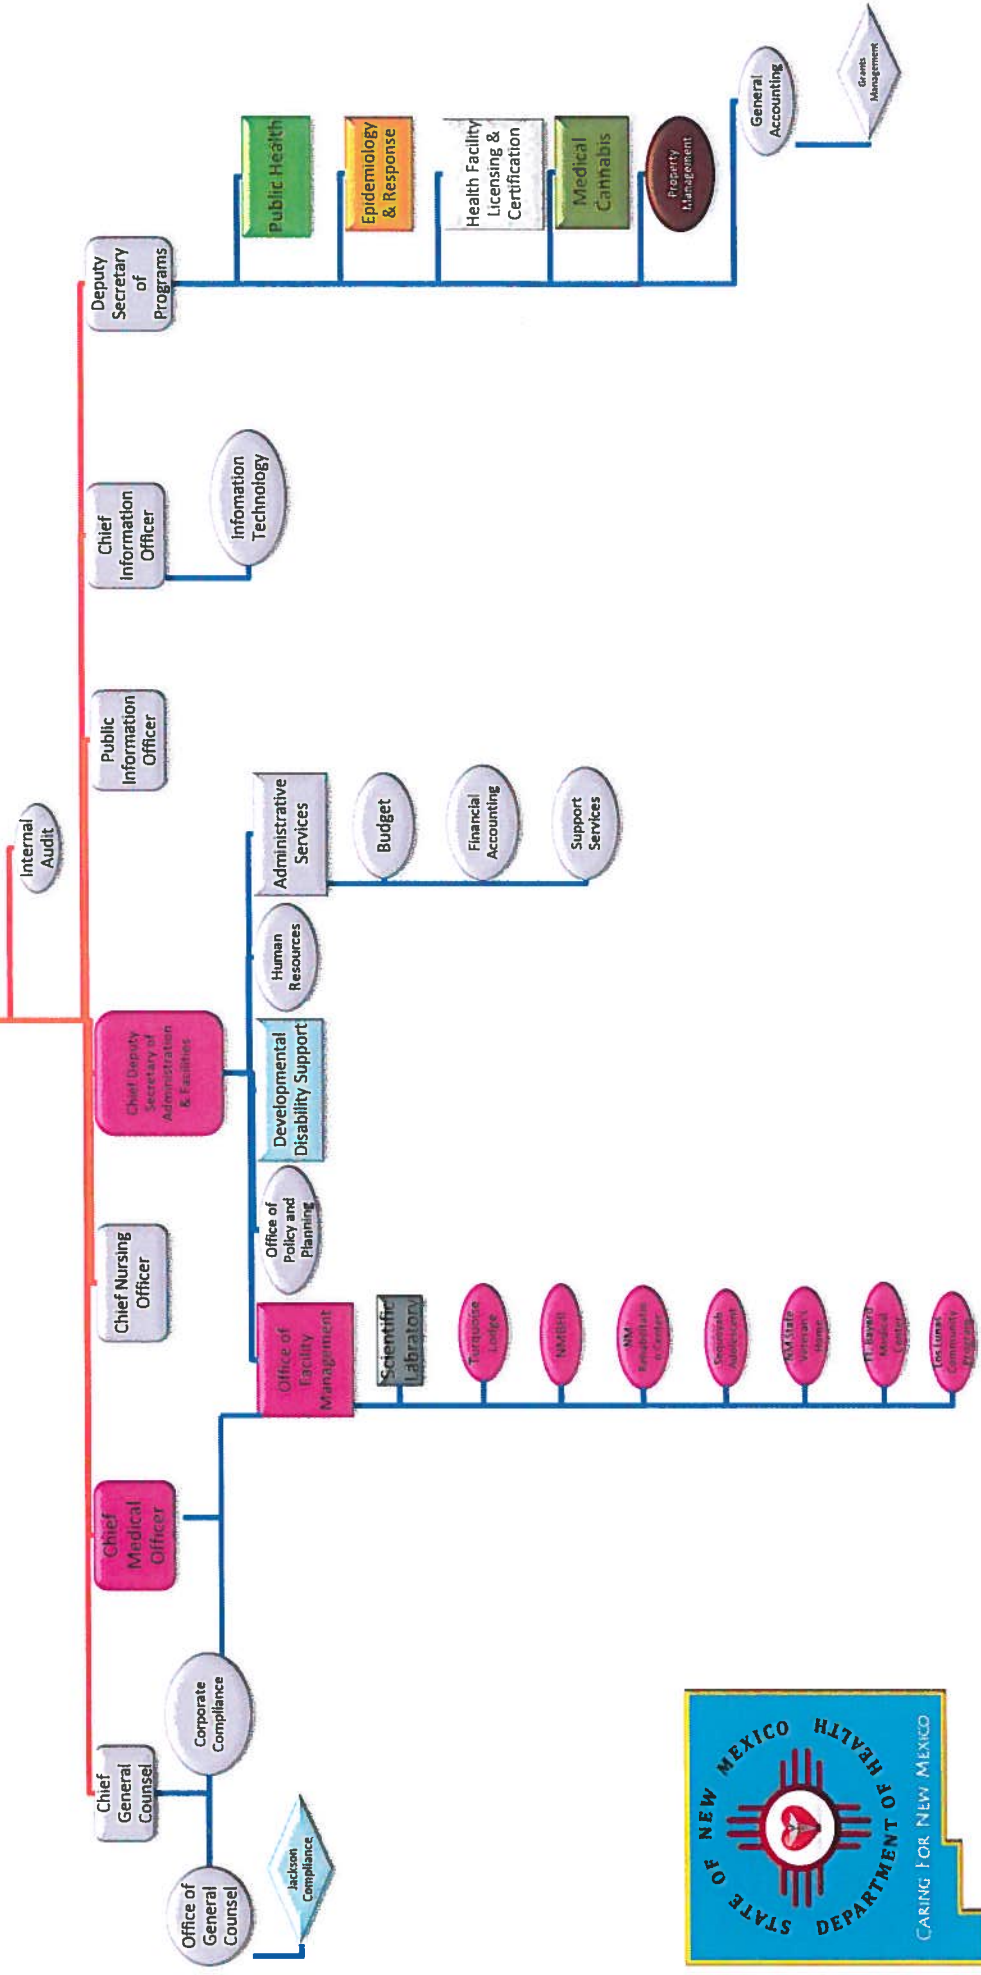 Internal
Audit
Chief
General
Counsel
Chief
Medical
Officer
Chief Nursing
Officer
Chief Deputy
Secretary of
Administration
& Facilities
Public
Information
Officer
Chief
Information
Officer
Deputy
Secretary
of
Programs
Office of
General
Counsel
Corporate
Compliance
Jackson
Compliance
Office of
Facility
Management
Office of
Policy and
Planning
Developmental
Disability Support
Human
Resources
Administrative
Services
Scientific
Labratory
Turquoise
Lodge
NMBHI
NM
Rehabilitatio
n Center
Sequoyah
Adolescent
NM State
Veteran's
Home
Ft. Bayard
Medical
Center
Los Lunas
Community
Program
Budget
Financial
Accounting
Support
Services
Infomation
Technology
Public Health
Epidemiology
& Response
Health Facility
Licensing &
Certification
Medical
Cannabis
Property
Management
General
Accounting
Grants
Management
STATE OF NEW MEXICO
DEPARTMENT OF HEALTH
HEALTH
CARING FOR NEW MEXICO